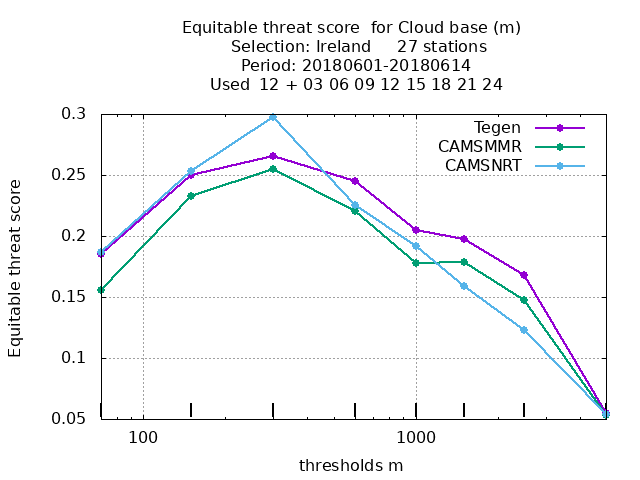 Equitable threat score  for Cloud base (m)
Selection: Ireland     27 stations
Period: 20180601-20180614
Used  12 + 03 06 09 12 15 18 21 24
Tegen
CAMSMMR
CAMSNRT
0.3
0.25
0.2
0.15
0.1
0.05
Equitable threat score
100
1000
thresholds m